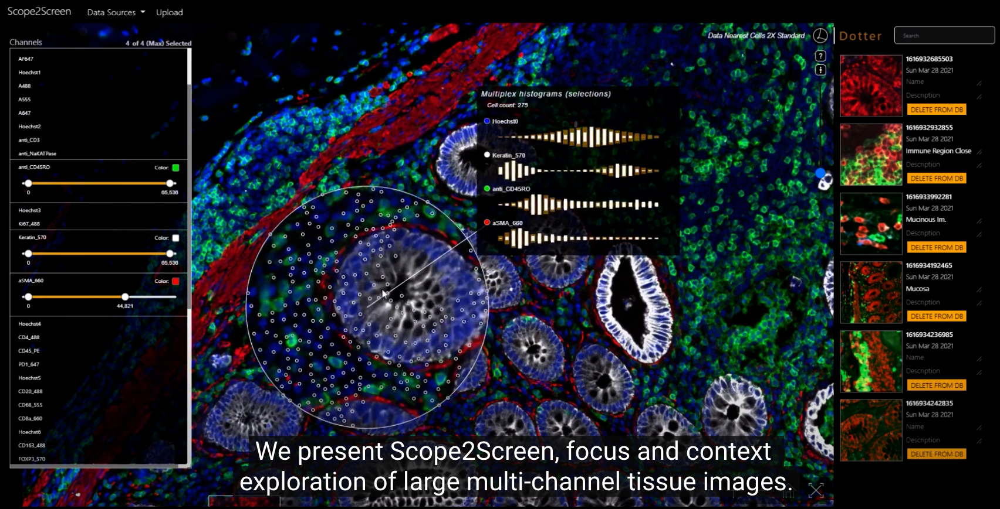 Scope2Screen
Data Sources
Upload
Channels
4 of 4 (Max) Selected
AF647
Hoechst1
A488
A555
A647
Hoechst2
anti_CD3
anti_NaKATPase
anti_CD45RO
Color:
0
65,536
Hoechst3
Ki67_488
Keratin_570
Color:
0
65,536
aSMA_660
Color:
0
44,821
Hoechst4
CD4_488
CD45_PE
PD1_647
Hoechst5
CD20_488
CD68_555
CD8a_660
Hoechst6
CD163_488
FOXP3_570
Data Nearest Cells 2X Standard
?
Multiplex histograms (selections)
Cell count: 275
Hoechst0
Keratin_570
anti_CD45RO
aSMA_660
We present Scope2Screen, focus and context
exploration of large multi-channel tissue images.
Dotter
Search
1616932685503
Sun Mar 28 2021
Name
Description
DELETE FROM DB
1616932932855
Sun Mar 28 2021
Immune Region Close
Description
DELETE FROM DB
1616933992281
Sun Mar 28 2021
Mucinous Im.
Description
DELETE FROM DB
1616934192465
Sun Mar 28 2021
Mucosa
Description
DELETE FROM DB
1616934236985
Sun Mar 28 2021
Name
Description
DELETE FROM DB
1616934242835
Sun Mar 28 2021
Name
Description
DELETE FROM DB